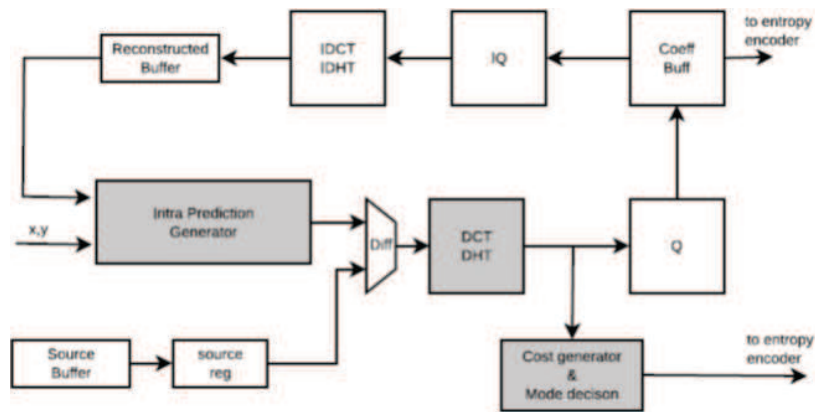 Reconstructed
Buffer
IDCT
IDHT
IQ
Coeff
Buff
to entropy
encoder
x,y
Intra Prediction
Generator
Diff
DCT
DHT
Q
Source
Buffer
source
reg
Cost generator
&
Mode decison
to entropy
encoder